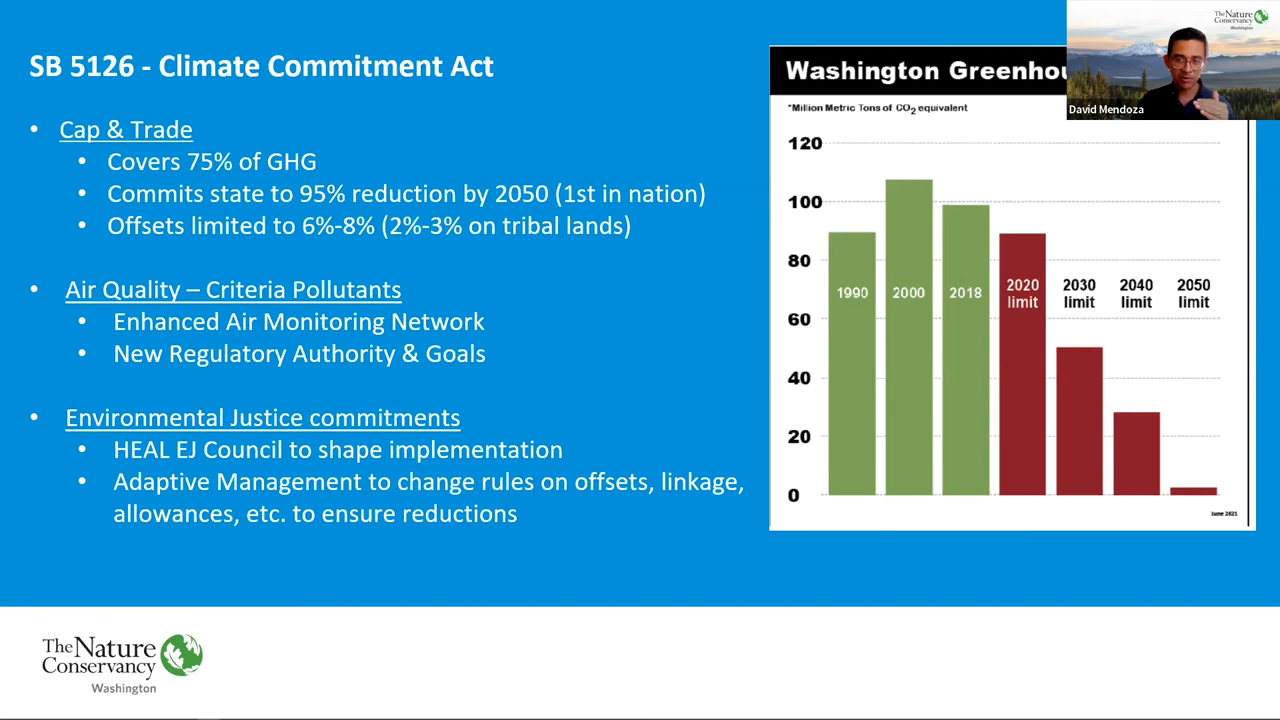 SB 5126 - Climate Commitment Act
• Cap & Trade
• Covers 75% of GHG
• Commits state to 95% reduction by 2050 (1st in nation)
• Offsets limited to 6%-8% (2%-3% on tribal lands)
• Air Quality – Criteria Pollutants
• Enhanced Air Monitoring Network
• New Regulatory Authority & Goals
• Environmental Justice commitments
• HEAL EJ Council to shape implementation
• Adaptive Management to change rules on offsets, linkage,
allowances, etc. to ensure reductions
Washington
*Million Metric Tons of CO2 equivalent
120
100
80
60
40
20
0
1990
2000
2018
2020
limit
2030
limit
2040
limit
2050
limit
June 2021
The Nature
Conservancy
Washington
David Mendoza
The Nature
Conservancy
Washington